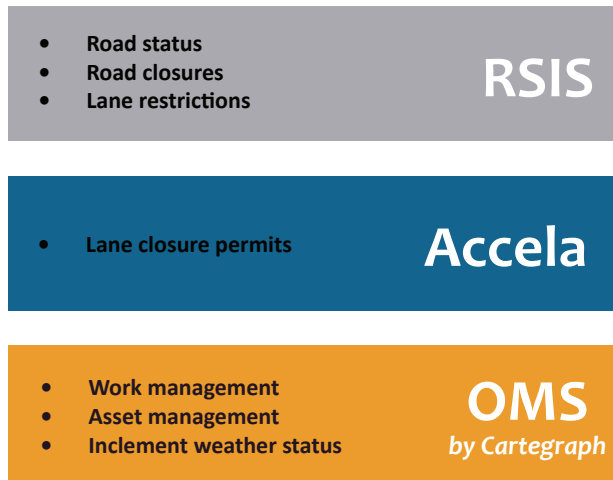 • Road status
• Road closures
• Lane restrictions
RSIS
• Lane closure permits
Accela
• Work management
• Asset management
• Inclement weather status
OMS
by Cartegraph